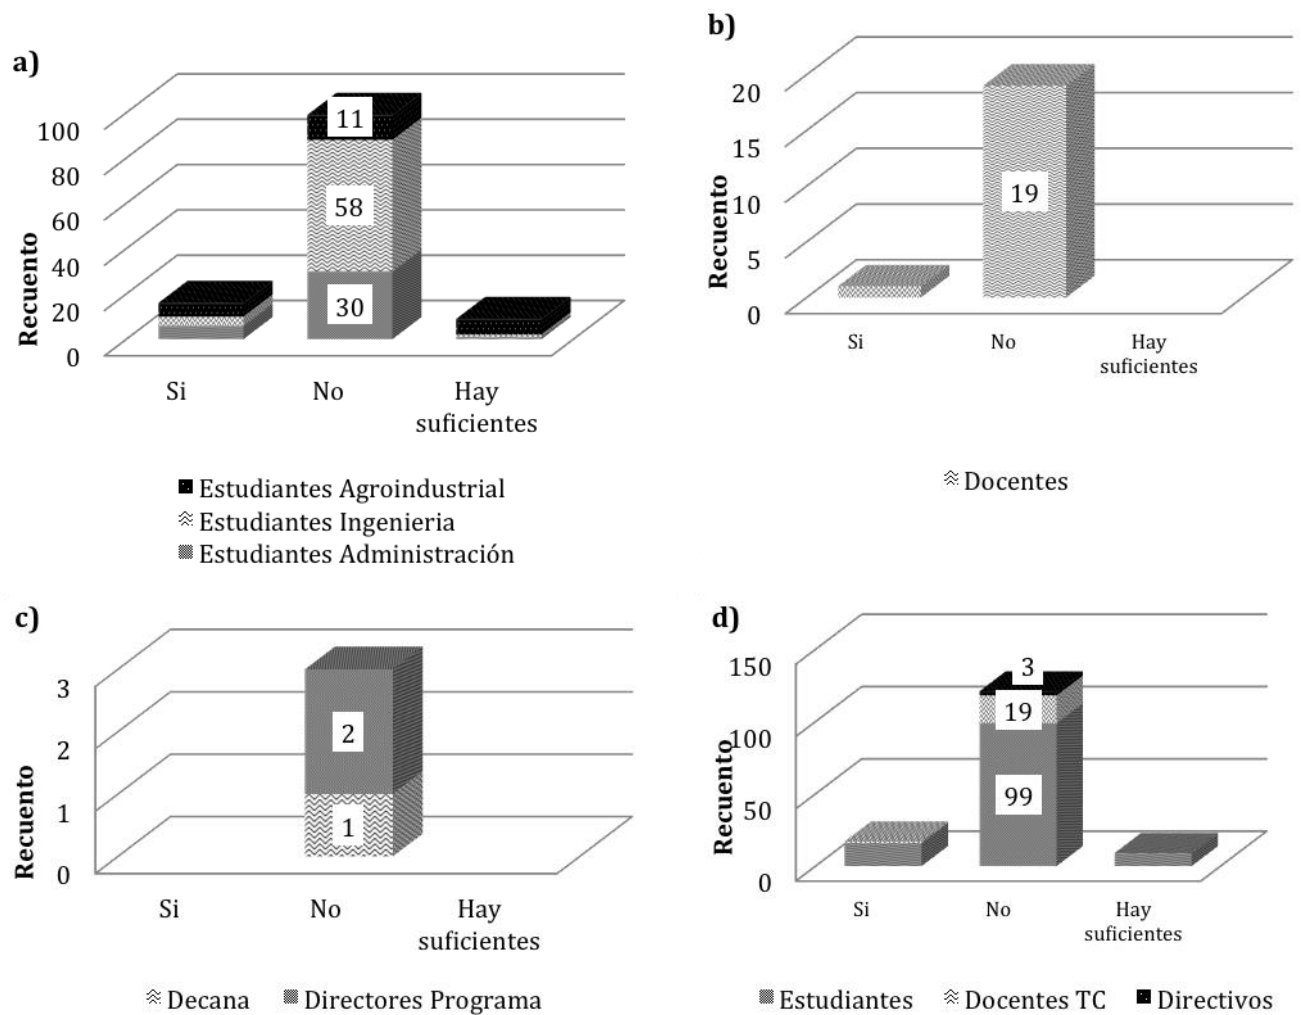 a)
Recuento
100
80
60
40
20
0
11
58
30
Si
No
Hay
suficientes
Estudiantes Agroindustrial
Estudiantes Ingenieria
Estudiantes Administración
b)
Recuento
20
15
10
5
0
19
Si
No
Hay
suficientes
Docentes
c)
Recuento
3
2
1
0
2
1
Si
No
Hay
suficientes
Decana
Directores Programa
d)
Recuento
150
100
50
0
3
19
99
Si
No
Hay
suficientes
Estudiantes
Docentes TC
Directivos